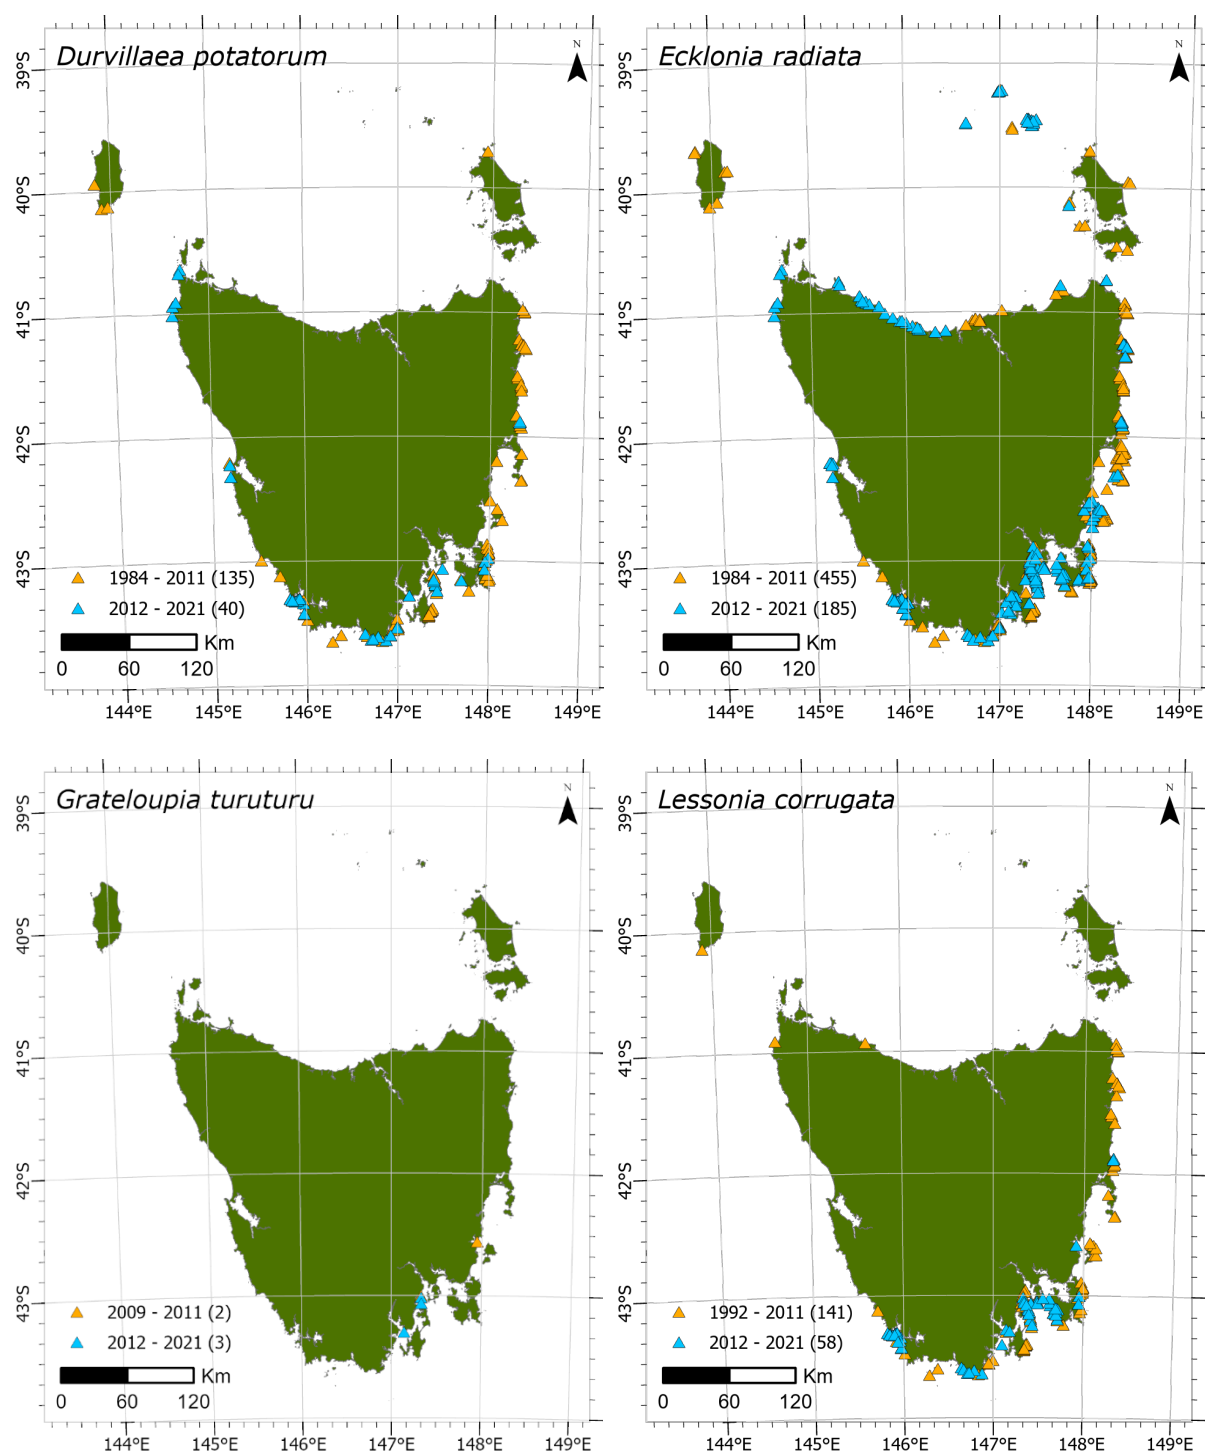 Durvillaea potatorum
N
39°S
40°S
41°S
42°S
43°S
1984 - 2011 (135)
2012 - 2021 (40)
Km
0 60 120
144°E 145°E 146°E 147°E 148°E 149°E
Ecklonia radiata
N
39°S
40°S
41°S
42°S
43°S
1984 - 2011 (455)
2012 - 2021 (185)
Km
0 60 120
144°E 145°E 146°E 147°E 148°E 149°E
Grateloupia turuturu
N
39°S
40°S
41°S
42°S
43°S
2009 - 2011 (2)
2012 - 2021 (3)
Km
0 60 120
144°E 145°E 146°E 147°E 148°E 149°E
Lessonia corrugata
N
39°S
40°S
41°S
42°S
43°S
1992 - 2011 (141)
2012 - 2021 (58)
Km
0 60 120
144°E 145°E 146°E 147°E 148°E 149°E